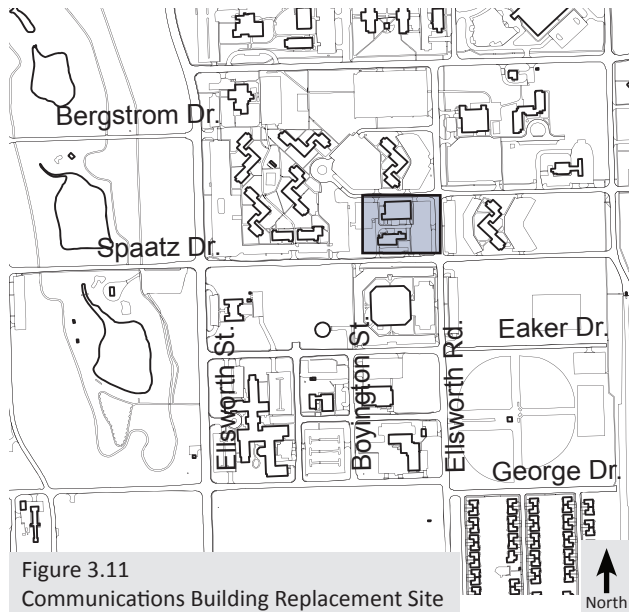 Bergstrom Dr.
Spaatz Dr.
Eaker Dr.
Ellsworth St.
Boyington St.
Ellsworth Rd.
George Dr.
Figure 3.11
Communications Building Replacement Site
North